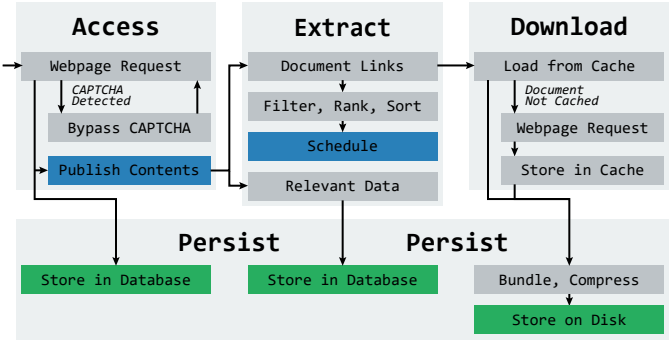 Access
Extract
Download
Webpage Request
CAPTCHA
Detected
Bypass CAPTCHA
Publish Contents
Document Links
Filter, Rank, Sort
Schedule
Relevant Data
Load from Cache
Document
Not Cached
Webpage Request
Store in Cache
Persist
Persist
Store in Database
Store in Database
Bundle, Compress
Store on Disk